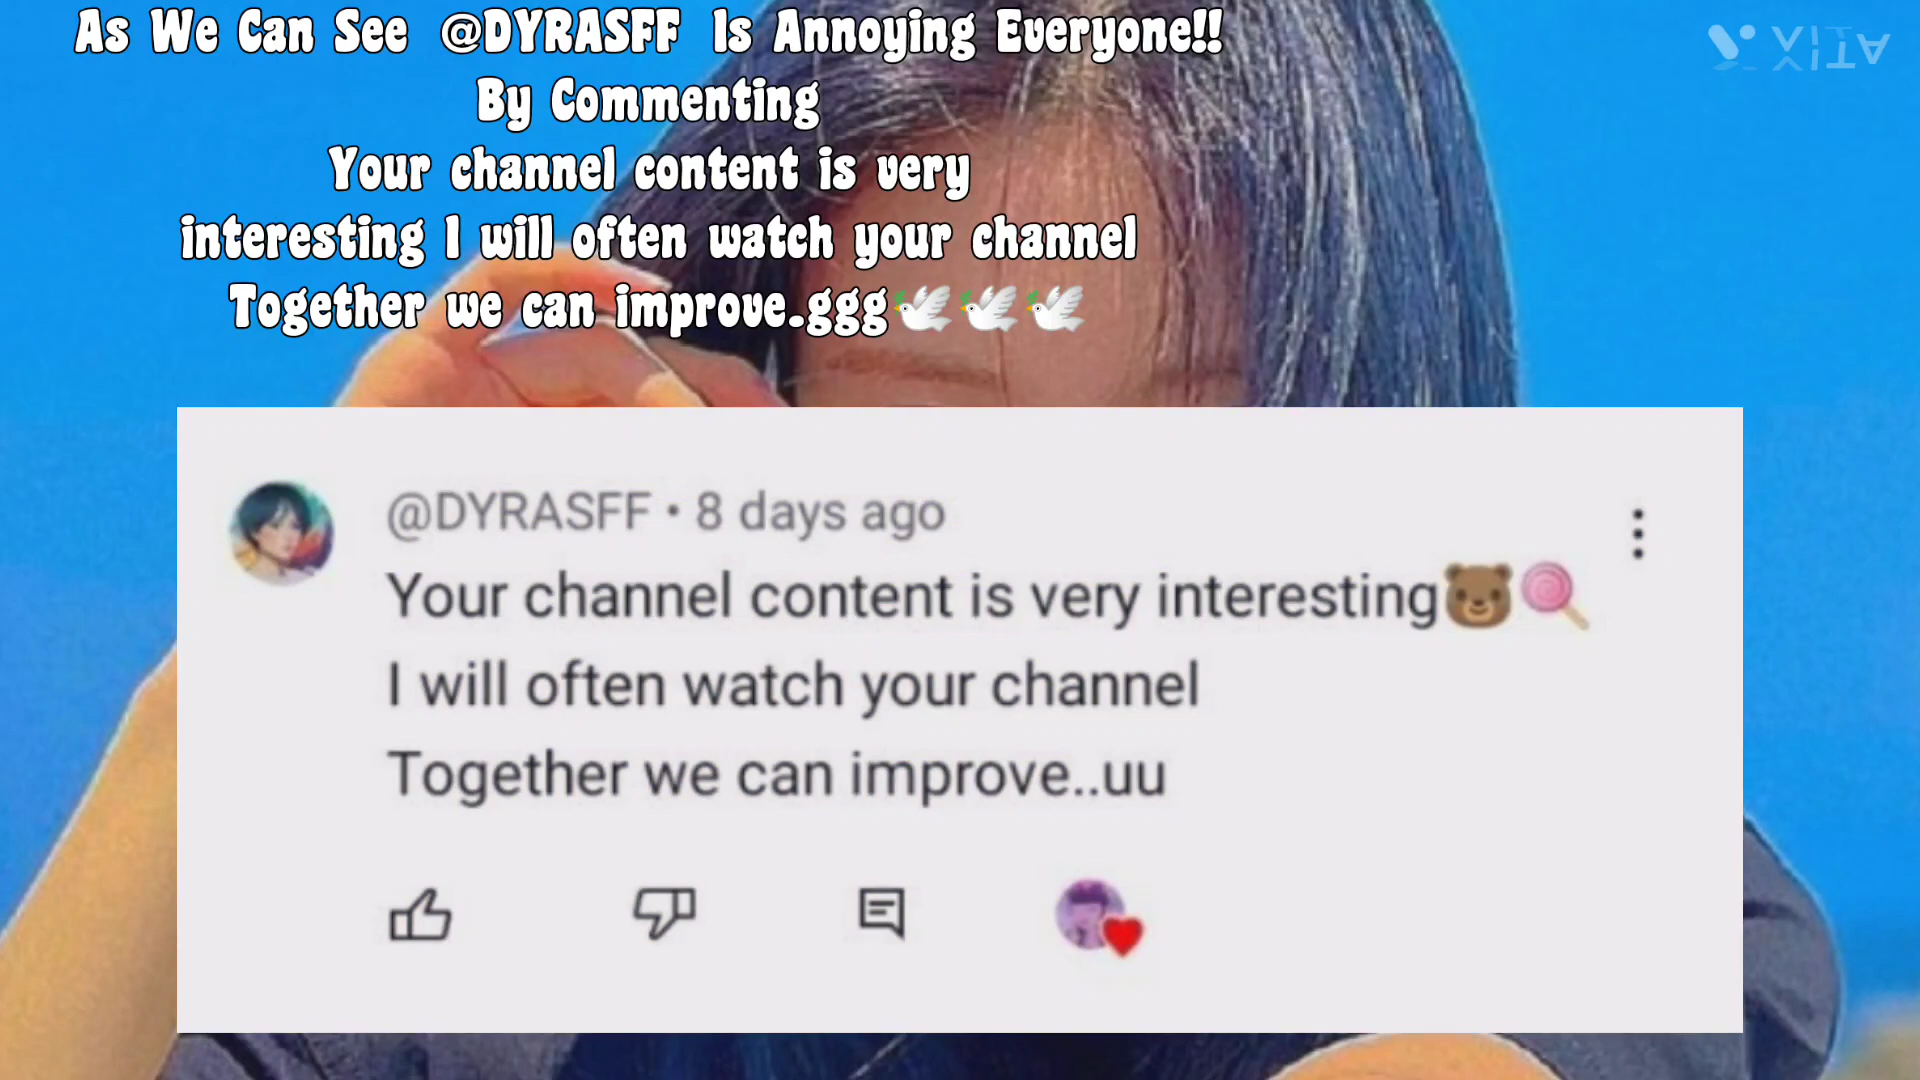 As We Can See @DYRASFF Is Annoying Everyone!!
By Commenting
Your channel content is very
interesting I will often watch your channel
Together we can improve.ggg🕊️🕊️🕊️
VITA
@DYRASFF • 8 days ago
Your channel content is very interesting🐻🍭
I will often watch your channel
Together we can improve..uu